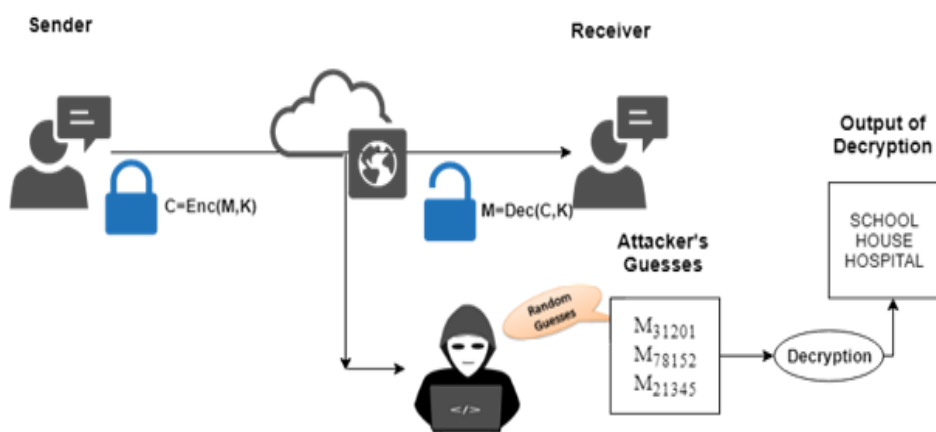 Sender
Receiver
Output of
Decryption
C=Enc(M,K)
M=Dec(C,K)
SCHOOL
HOUSE
HOSPITAL
Attacker's
Guesses
Random
Guesses
M31201
M78152
M21345
Decryption
</>